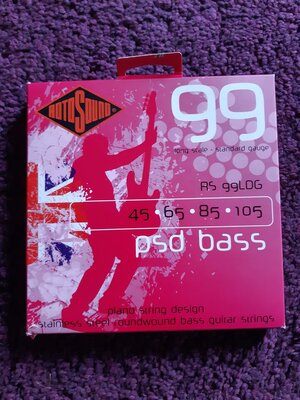 ROTOSOUND
99
long scale - standard gauge
RS 99LDG
45 • 65 • 85 • 105
psd bass
piano string design
stainless steel roundwound bass guitar strings